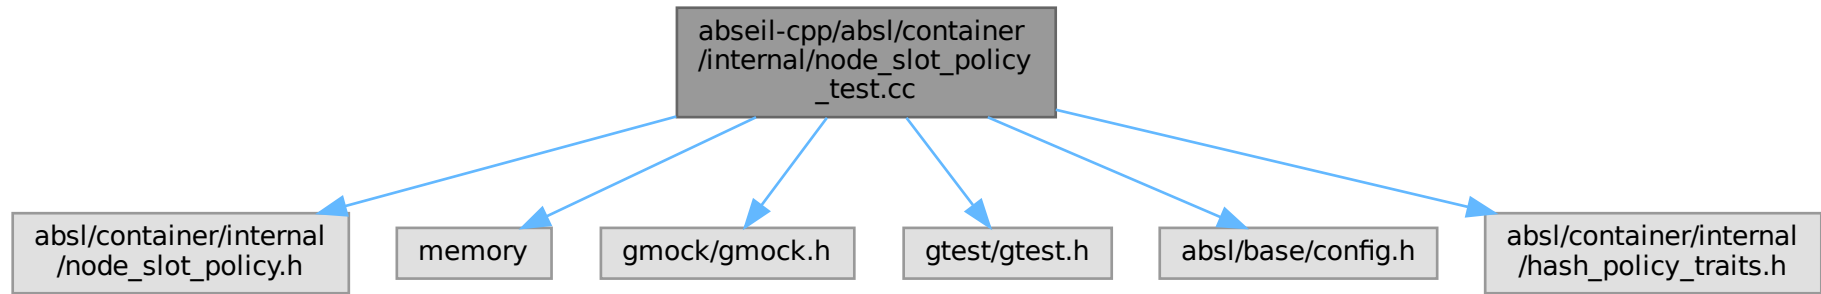 abseil-cpp/absl/container
/internal/node_slot_policy
_test.cc
absl/container/internal
/node_slot_policy.h
memory
gmock/gmock.h
gtest/gtest.h
absl/base/config.h
absl/container/internal
/hash_policy_traits.h